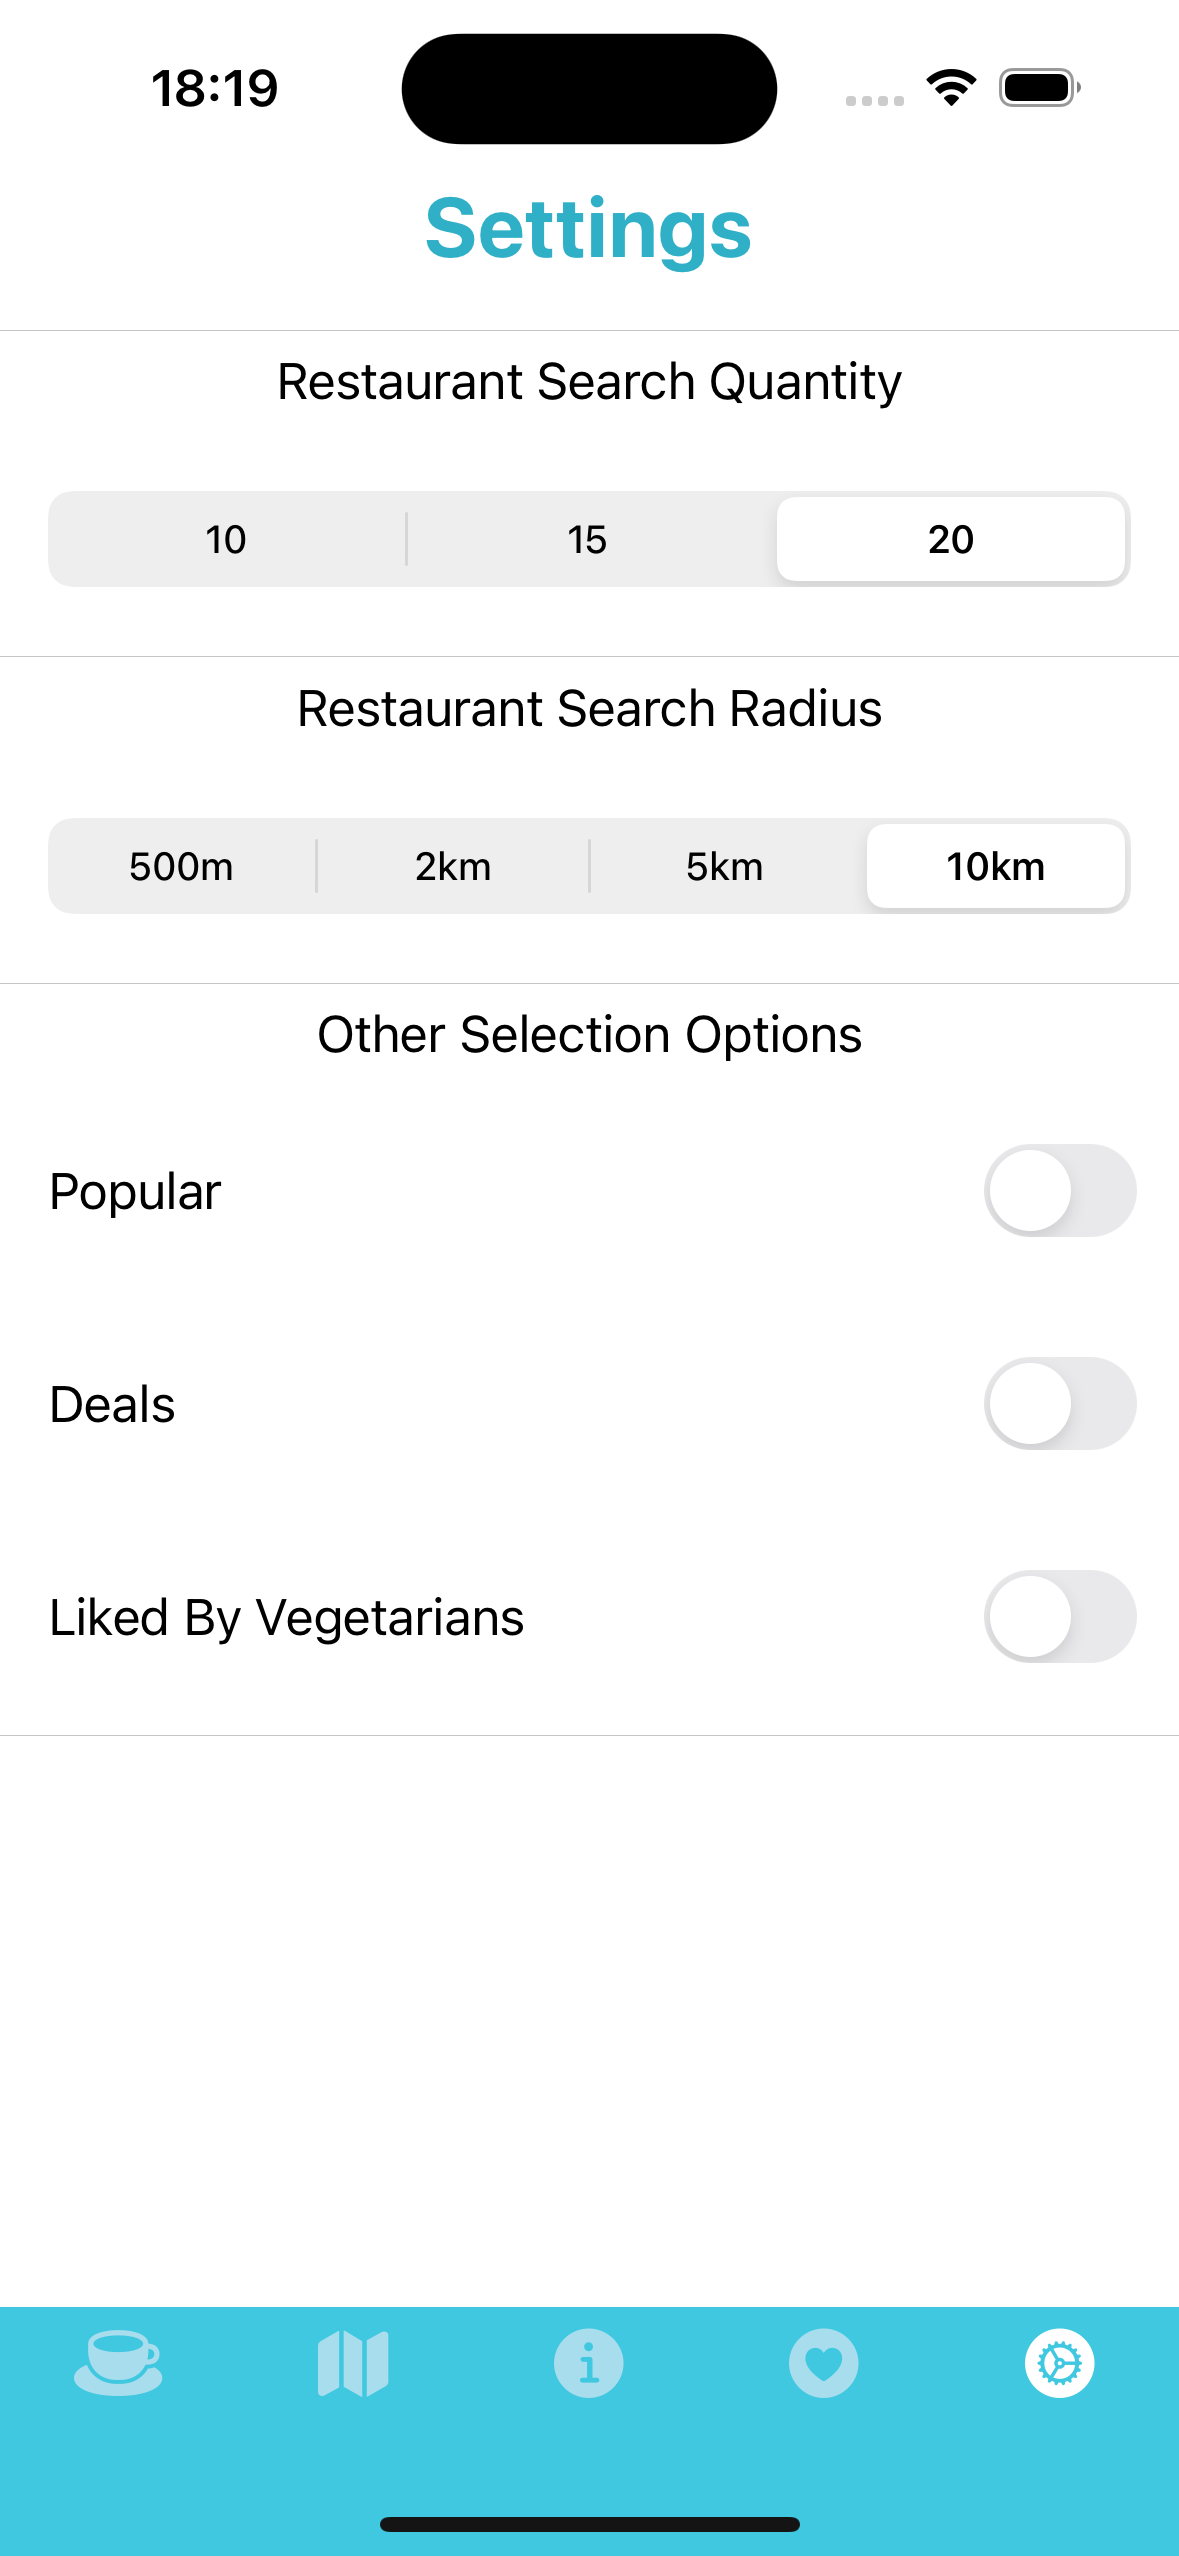 18:19
Settings
Restaurant Search Quantity
10 15 20
Restaurant Search Radius
500m 2km 5km 10km
Other Selection Options
Popular
Deals
Liked By Vegetarians